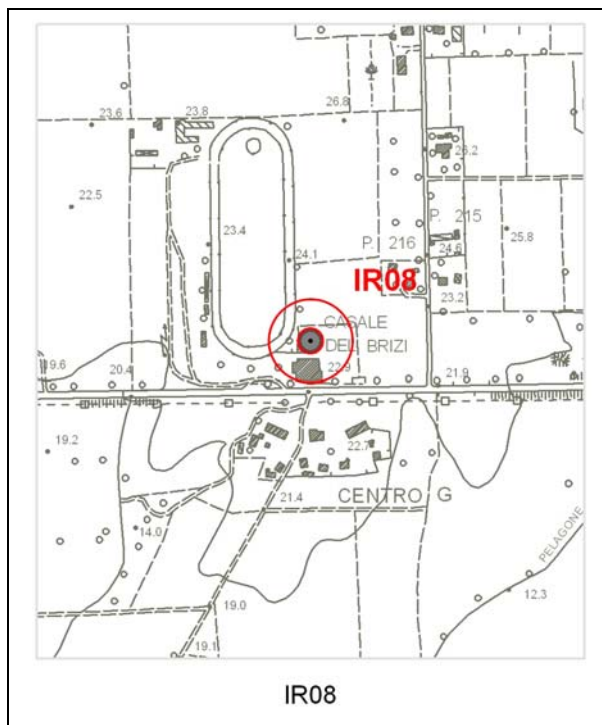 23.6
23.8
26.8
26.2
22.5
23.4
24.1
P. 216
P. 215
24.6
25.8
IR08
23.2
CASALE
DEL BRIZI
19.6
20.4
22.9
21.9
19.2
22.7
21.4
CENTRO G
14.0
PELAGONE
19.0
12.3
19.1
IR08